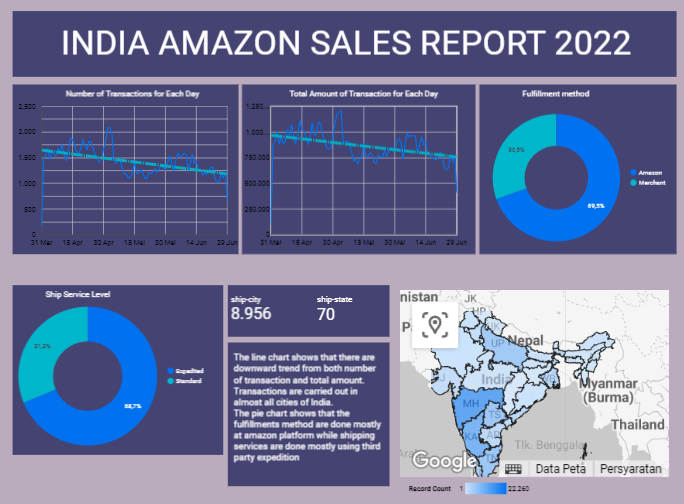 INDIA AMAZON SALES REPORT 2022
Number of Transactions for Each Day
2.500
2.000
1.500
1.000
500
0
31 Mar 15 Apr 30 Apr 15 Mei 30 Mei 14 Jun 29 Jun
Total Amount of Transaction for Each Day
1.250...
1.000...
750.000
500.000
250.000
0
31 Mar 15 Apr 30 Apr 15 Mei 30 Mei 14 Jun 29 Jun
Fulfillment method
30,5%
69,5%
Amazon
Merchant
Ship Service Level
31,3%
68,7%
Expedited
Standard
ship-city
8.956
ship-state
70
The line chart shows that there are
downward trend from both number
of transaction and total amount.
Transactions are carried out in
almost all cities of India.
The pie chart shows that the
fulfillments method are done mostly
at amazon platform while shipping
services are done mostly using third
party expedition
nistan
JK
HP
UK
Nepal
UP
India
MH
TS
KA
AP
Myanmar
(Burma)
Thailand
Tlk. Benggala
Google
Data Peta
Persyaratan
Record Count 1 22.260